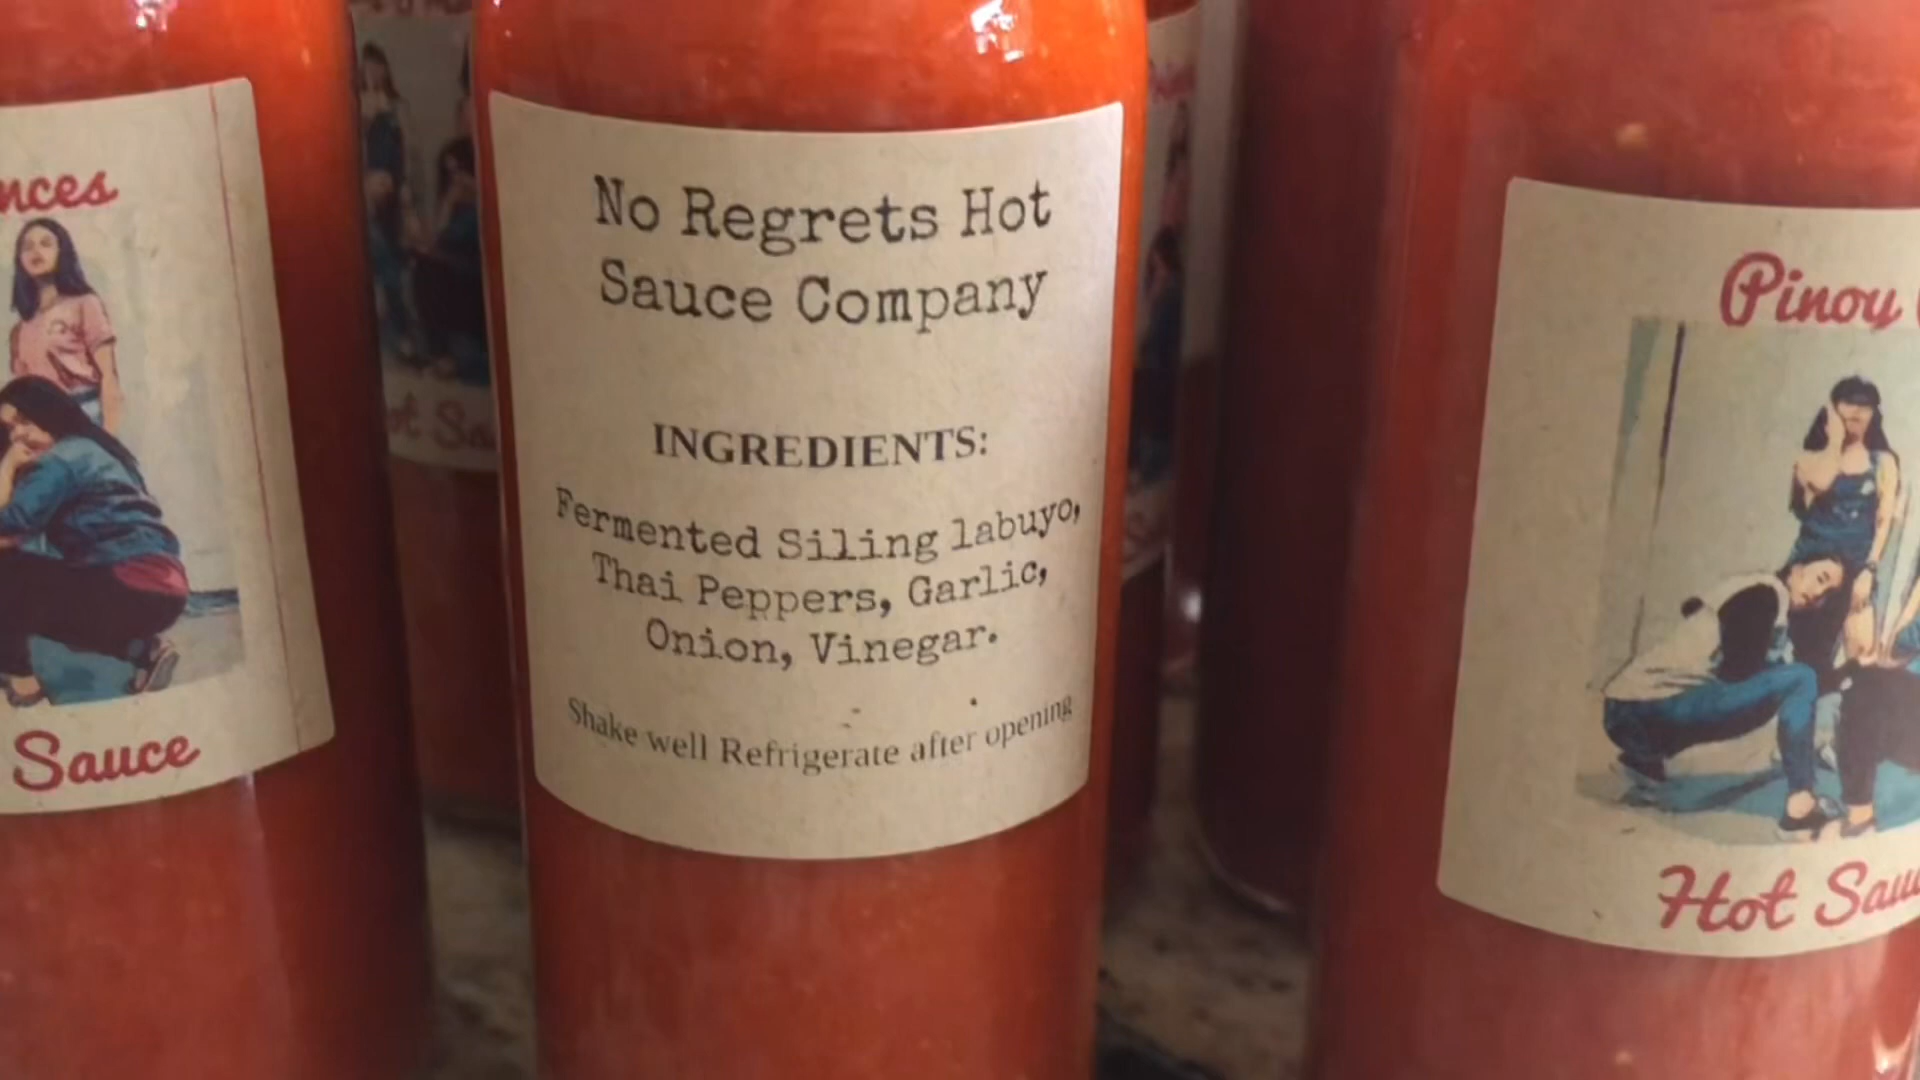 nces
Sauce
No Regrets Hot
Sauce Company
INGREDIENTS:
Fermented Siling labuyo,
Thai Peppers, Garlic,
Onion, Vinegar.
Shake well Refrigerate after opening
Pinoy
Hot Sau